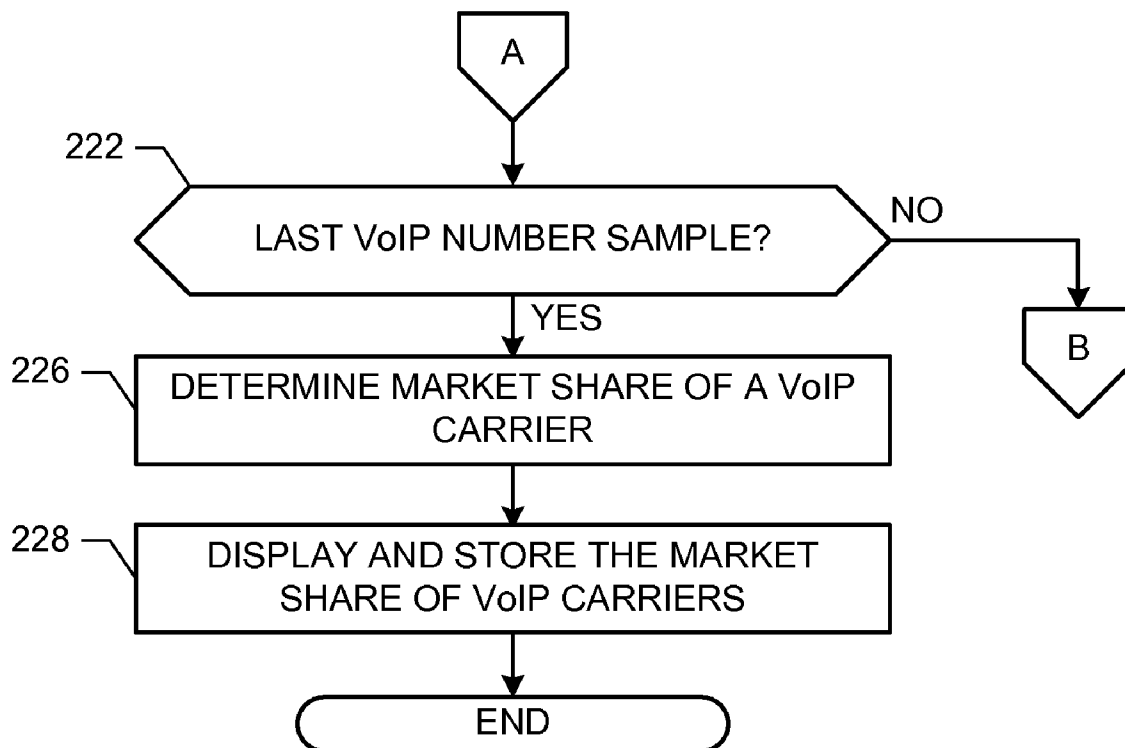 A
222
LAST VoIP NUMBER SAMPLE?
NO
YES
B
226
DETERMINE MARKET SHARE OF A VoIP
CARRIER
228
DISPLAY AND STORE THE MARKET
SHARE OF VoIP CARRIERS
END